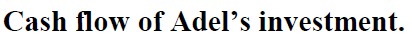 Cash flow of Adel’s investment.